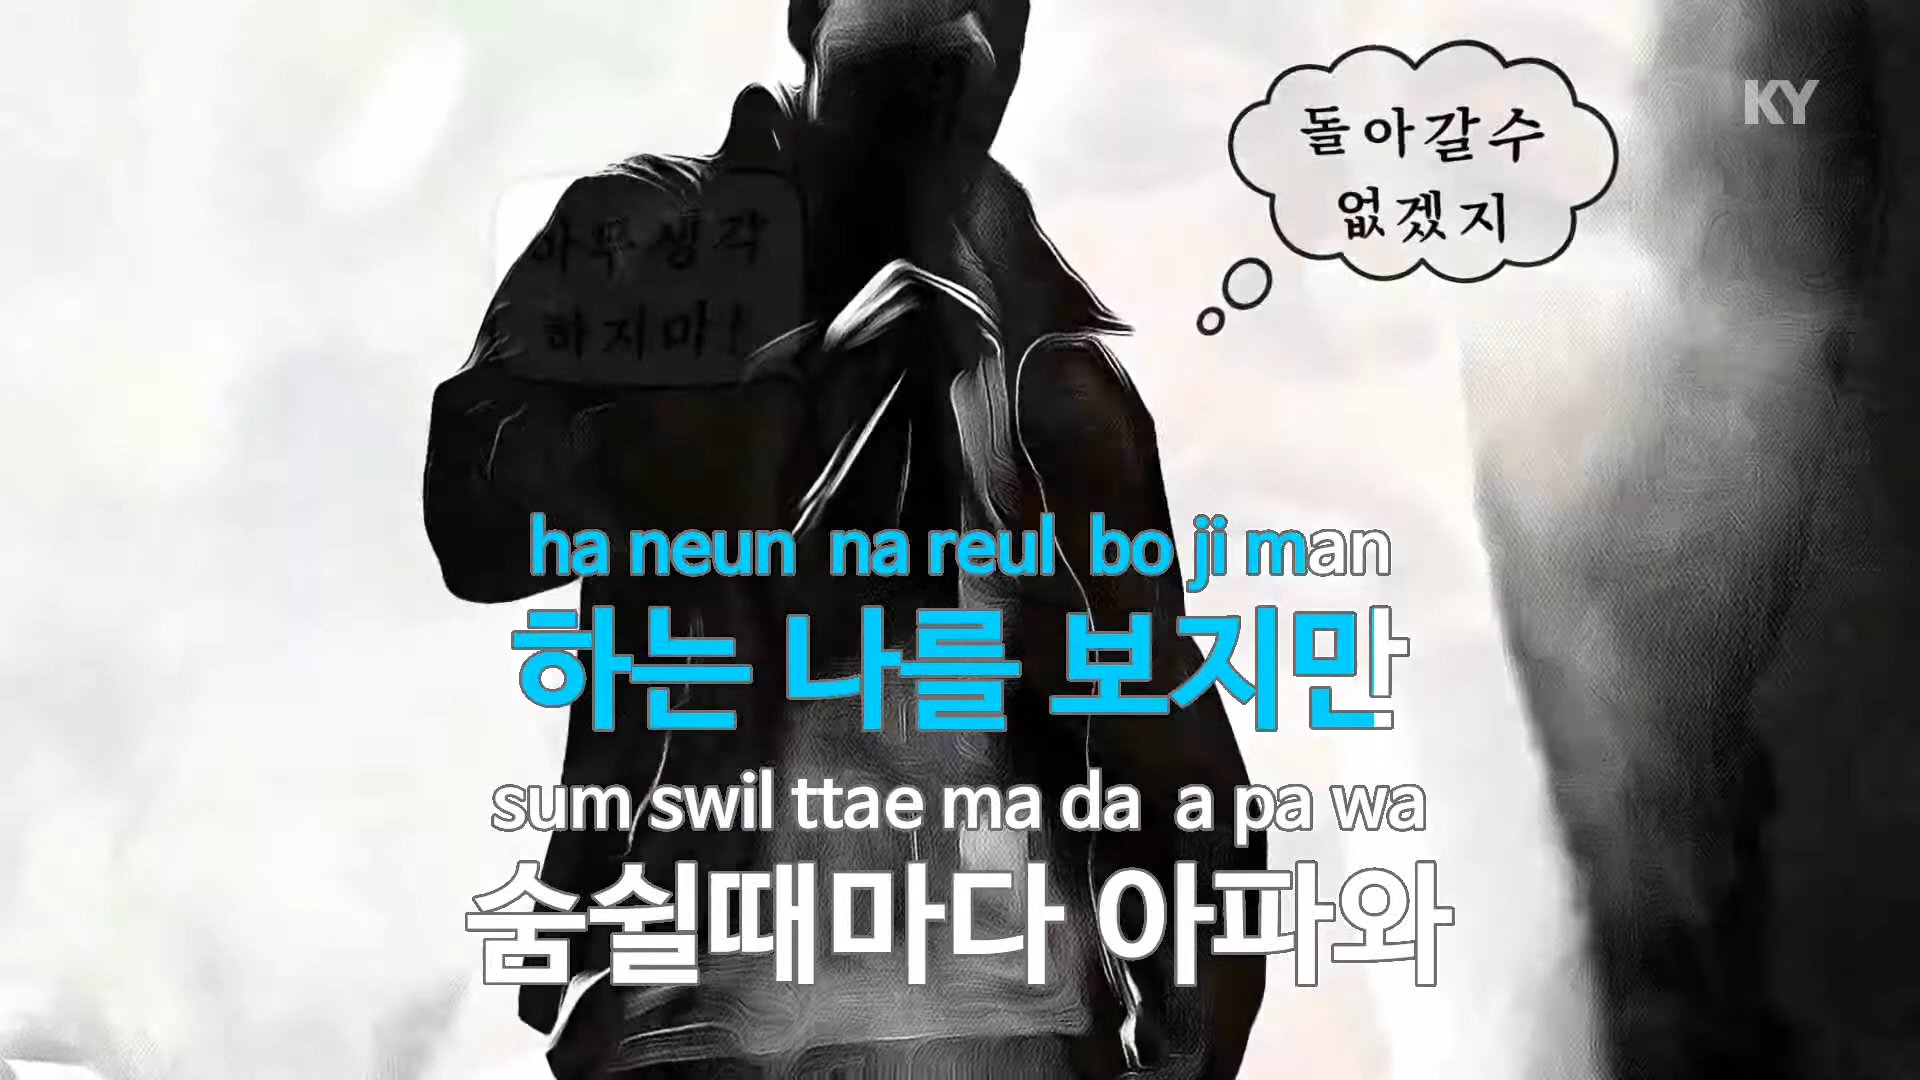 KY
돌아갈수
없겠지
아무생각
하지마!
ha neun na reul bo ji man
하는 나를 보지만
sum swil ttae ma da a pa wa
숨쉴때마다 아파와